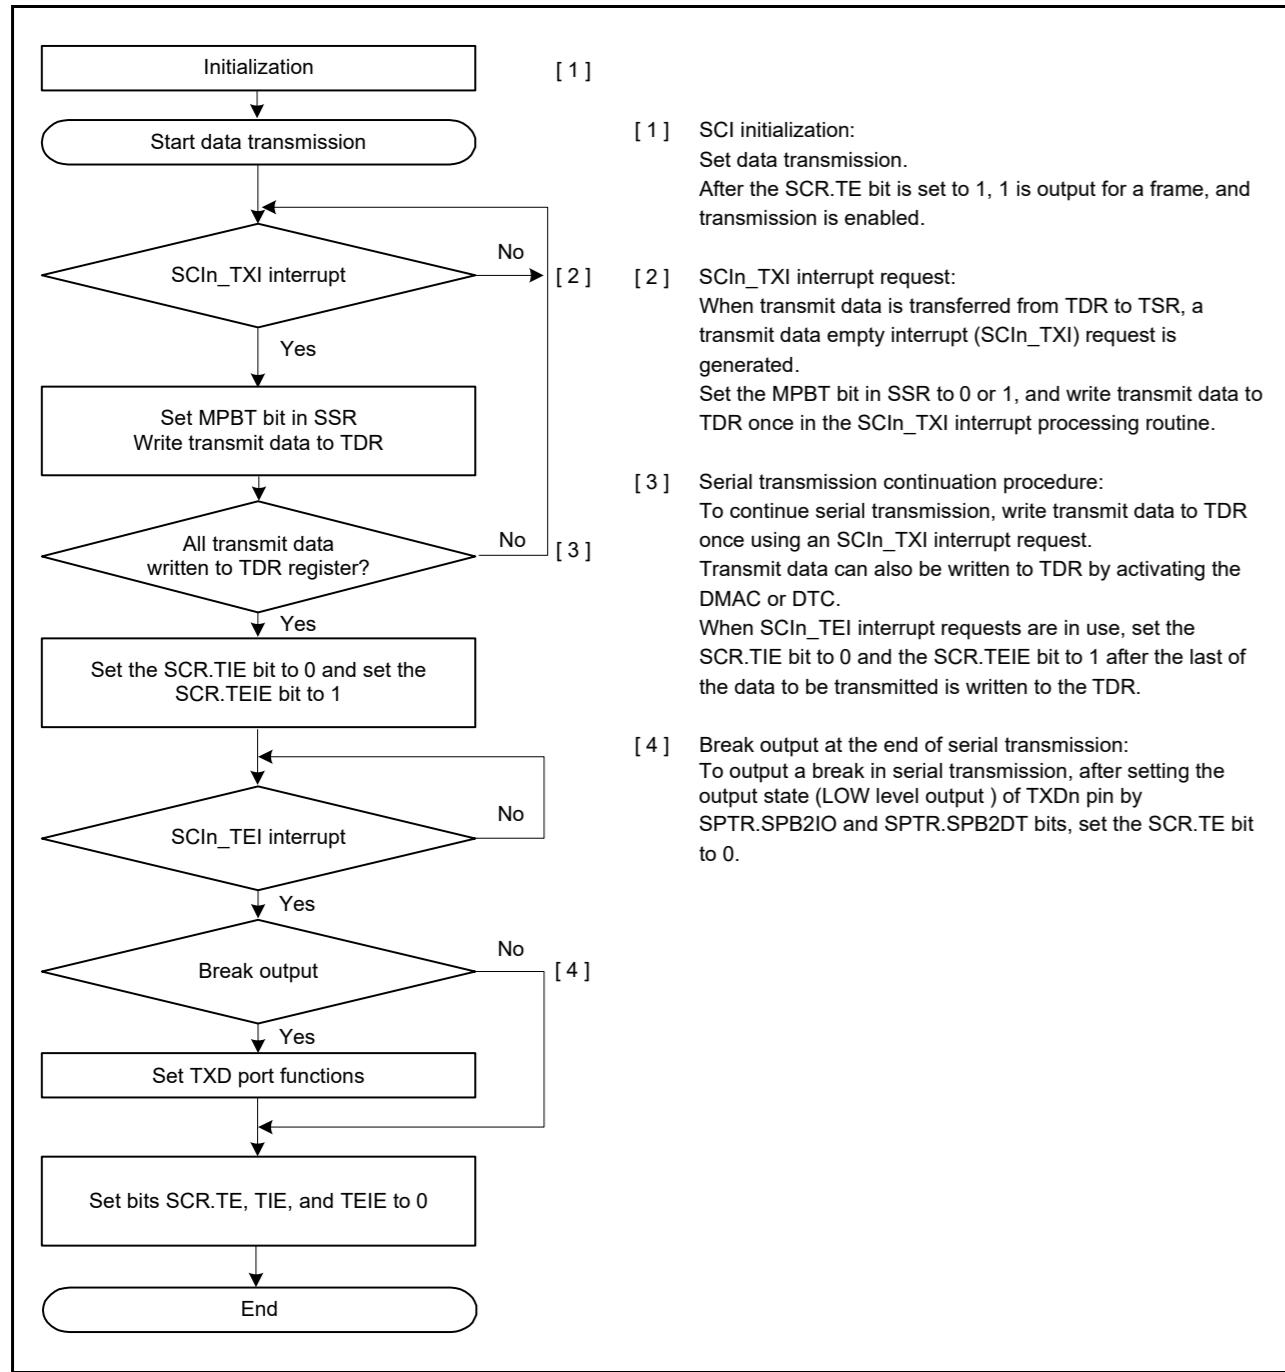 Initialization
[ 1 ]
Start data transmission
SCIn_TXI interrupt
No
[ 2 ]
Yes
Set MPBT bit in SSR
Write transmit data to TDR
All transmit data
written to TDR register?
No
[ 3 ]
Yes
Set the SCR.TIE bit to 0 and set the
SCR.TEIE bit to 1
SCIn_TEI interrupt
No
Yes
Break output
No
[ 4 ]
Yes
Set TXD port functions
Set bits SCR.TE, TIE, and TEIE to 0
End
[ 1 ] SCI initialization:
Set data transmission.
After the SCR.TE bit is set to 1, 1 is output for a frame, and
transmission is enabled.
[ 2 ] SCIn_TXI interrupt request:
When transmit data is transferred from TDR to TSR, a
transmit data empty interrupt (SCIn_TXI) request is
generated.
Set the MPBT bit in SSR to 0 or 1, and write transmit data to
TDR once in the SCIn_TXI interrupt processing routine.
[ 3 ] Serial transmission continuation procedure:
To continue serial transmission, write transmit data to TDR
once using an SCIn_TXI interrupt request.
Transmit data can also be written to TDR by activating the
DMAC or DTC.
When SCIn_TEI interrupt requests are in use, set the
SCR.TIE bit to 0 and the SCR.TEIE bit to 1 after the last of
the data to be transmitted is written to the TDR.
[ 4 ] Break output at the end of serial transmission:
To output a break in serial transmission, after setting the
output state (LOW level output ) of TXDn pin by
SPTR.SPB2IO and SPTR.SPB2DT bits, set the SCR.TE bit
to 0.